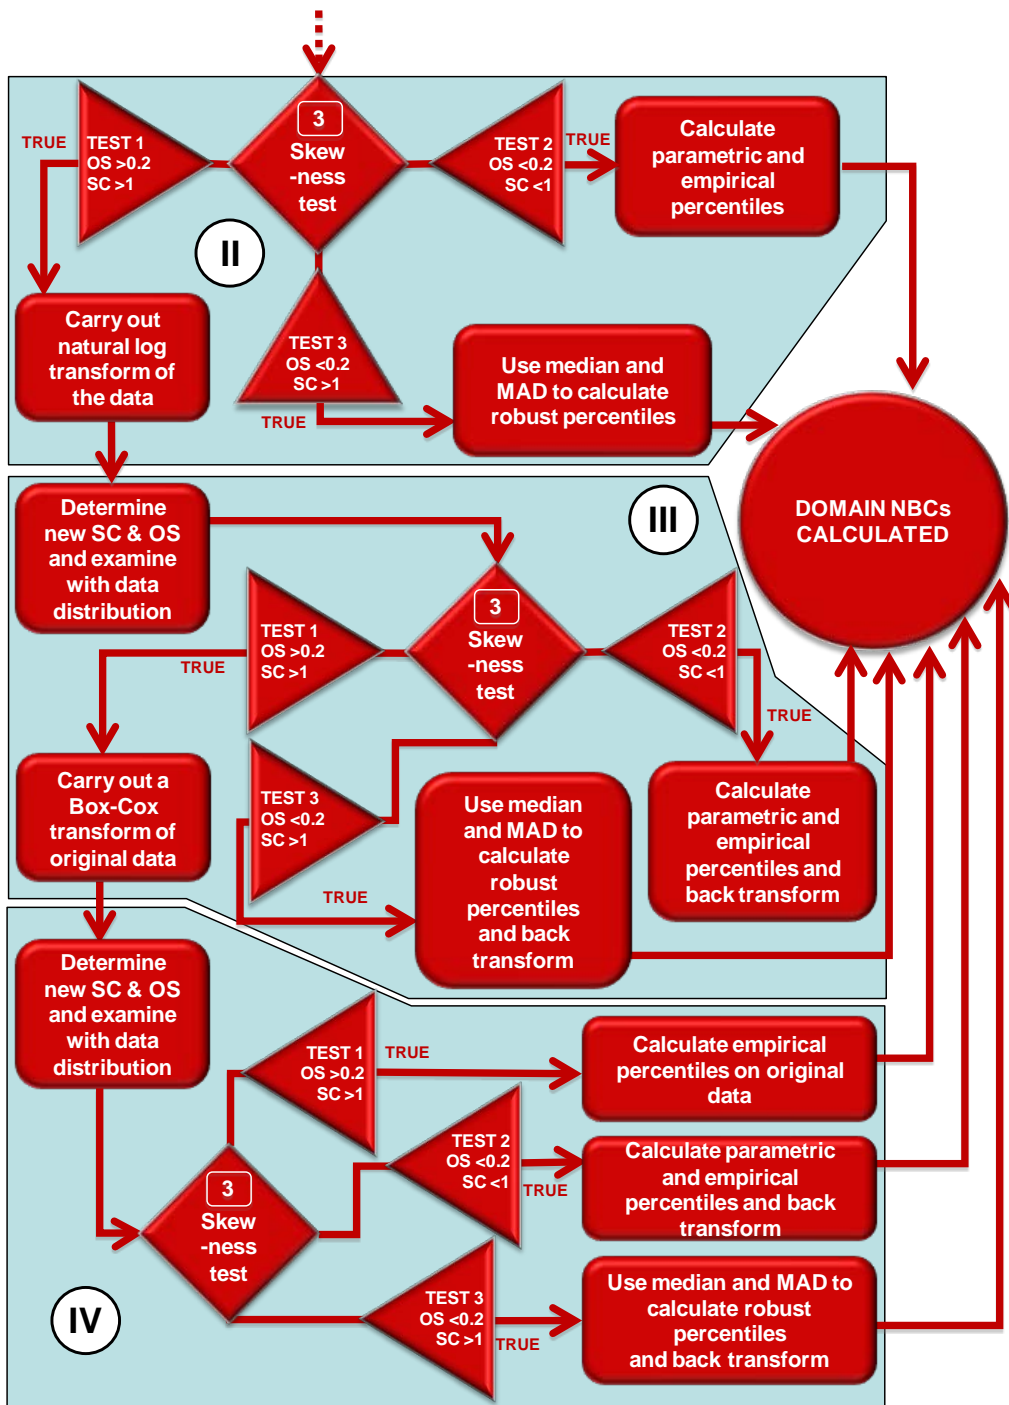 TRUE
TEST 1
OS >0.2
SC >1
3
Skew
-ness
test
TEST 2
OS <0.2
SC <1
TRUE
Calculate
parametric and
empirical
percentiles
II
Carry out
natural log
transform of
the data
TEST 3
OS <0.2
SC >1
TRUE
Use median and
MAD to calculate
robust percentiles
DOMAIN NBCs
CALCULATED
Determine
new SC & OS
and examine
with data
distribution
III
TRUE
TEST 1
OS >0.2
SC >1
3
Skew
-ness
test
TEST 2
OS <0.2
SC <1
TRUE
Carry out a
Box-Cox
transform of
original data
TEST 3
OS <0.2
SC >1
TRUE
Use median
and MAD to
calculate
robust
percentiles
and back
transform
Calculate
parametric and
empirical
percentiles and
back transform
Determine
new SC & OS
and examine
with data
distribution
TEST 1
OS >0.2
SC >1
TRUE
Calculate empirical
percentiles on original
data
3
Skew
-ness
test
TEST 2
OS <0.2
SC <1
TRUE
Calculate parametric
and empirical
percentiles and back
transform
IV
TEST 3
OS <0.2
SC >1
TRUE
Use median and MAD to
calculate robust
percentiles
and back transform